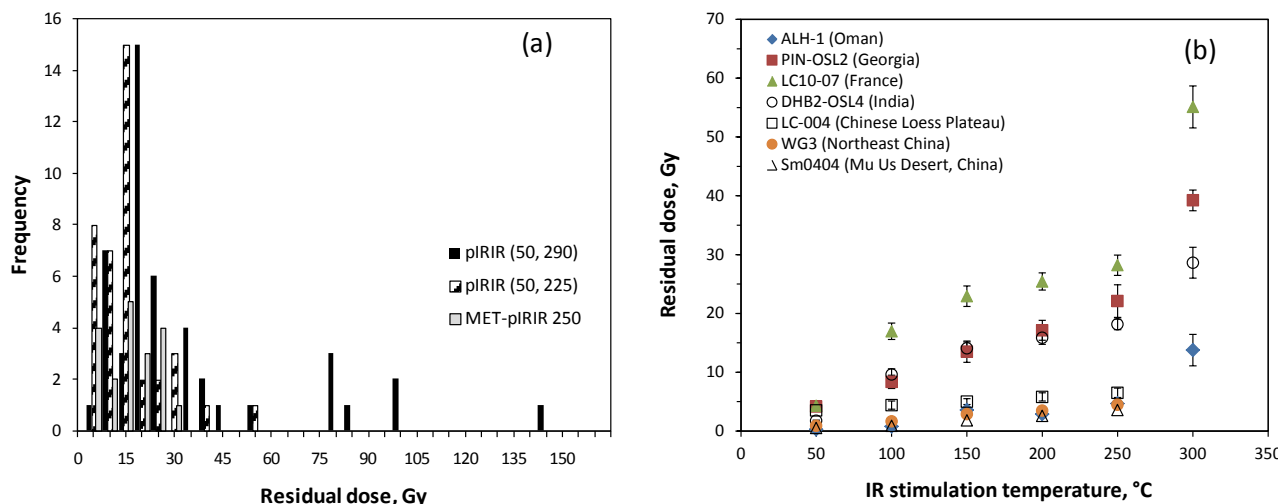 (a)
16
14
12
10
8
6
4
2
0
Frequency
pIRIR (50, 290)
pIRIR (50, 225)
MET-pIRIR 250
0 15 30 45 60 75 90 105 120 135 150
Residual dose, Gy
(b)
70
60
50
40
30
20
10
0
Residual dose, Gy
ALH-1 (Oman)
PIN-OSL2 (Georgia)
LC10-07 (France)
DHB2-OSL4 (India)
LC-004 (Chinese Loess Plateau)
WG3 (Northeast China)
Sm0404 (Mu Us Desert, China)
0 50 100 150 200 250 300 350
IR stimulation temperature, °C